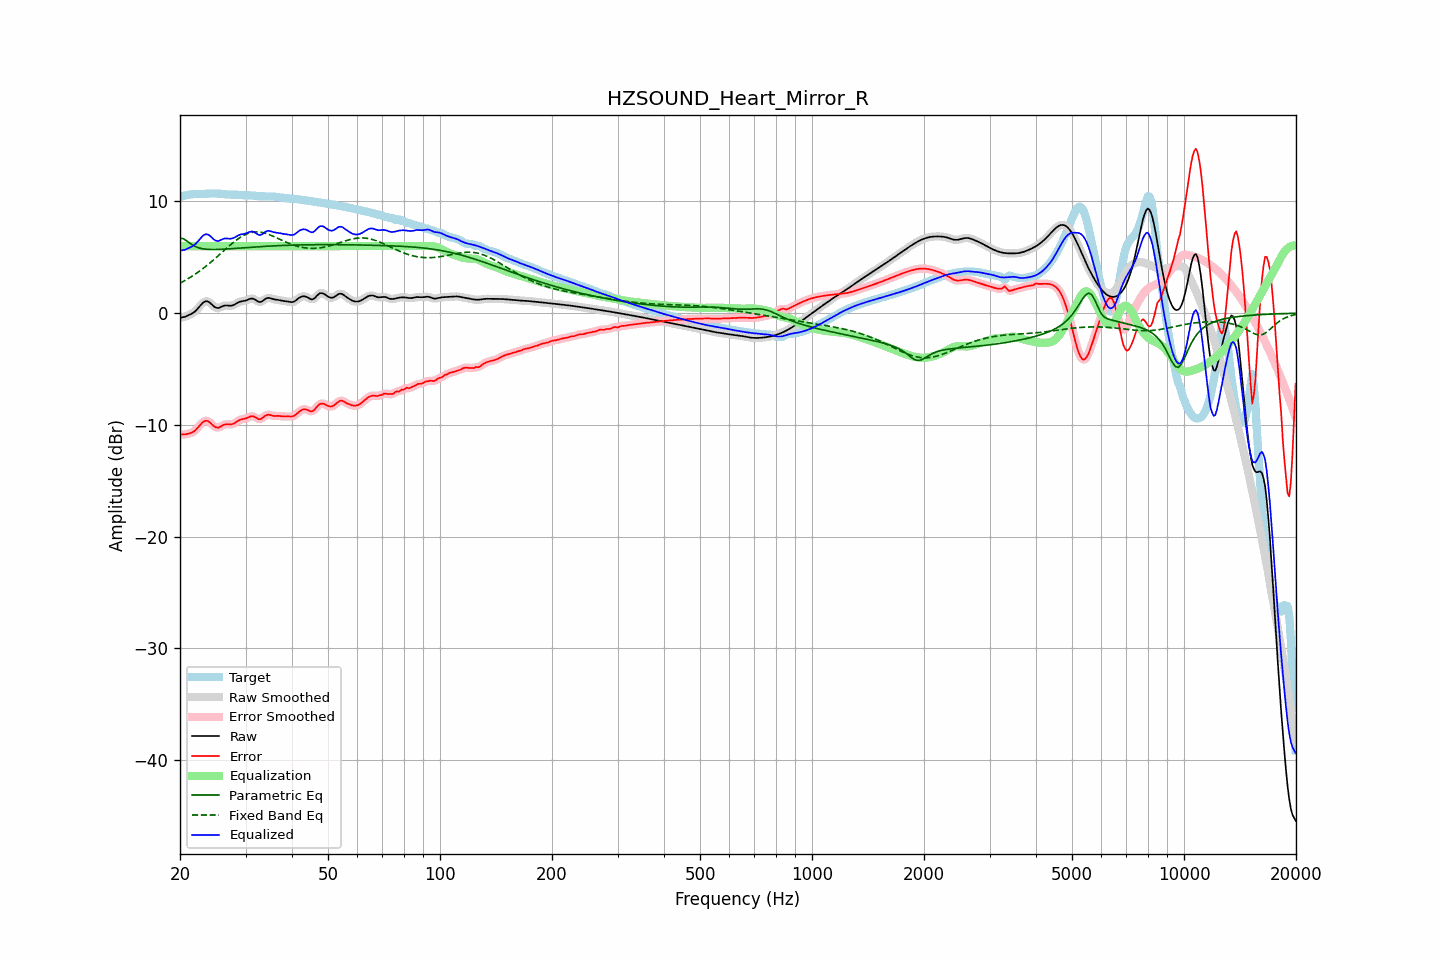 HZSOUND_Heart_Mirror_R
Amplitude (dBr)
10
0
−10
−20
−30
−40
Target
Raw Smoothed
Error Smoothed
Raw
Error
Equalization
Parametric Eq
Fixed Band Eq
Equalized
20 50 100 200 500 1000 2000 5000 10000 20000
Frequency (Hz)